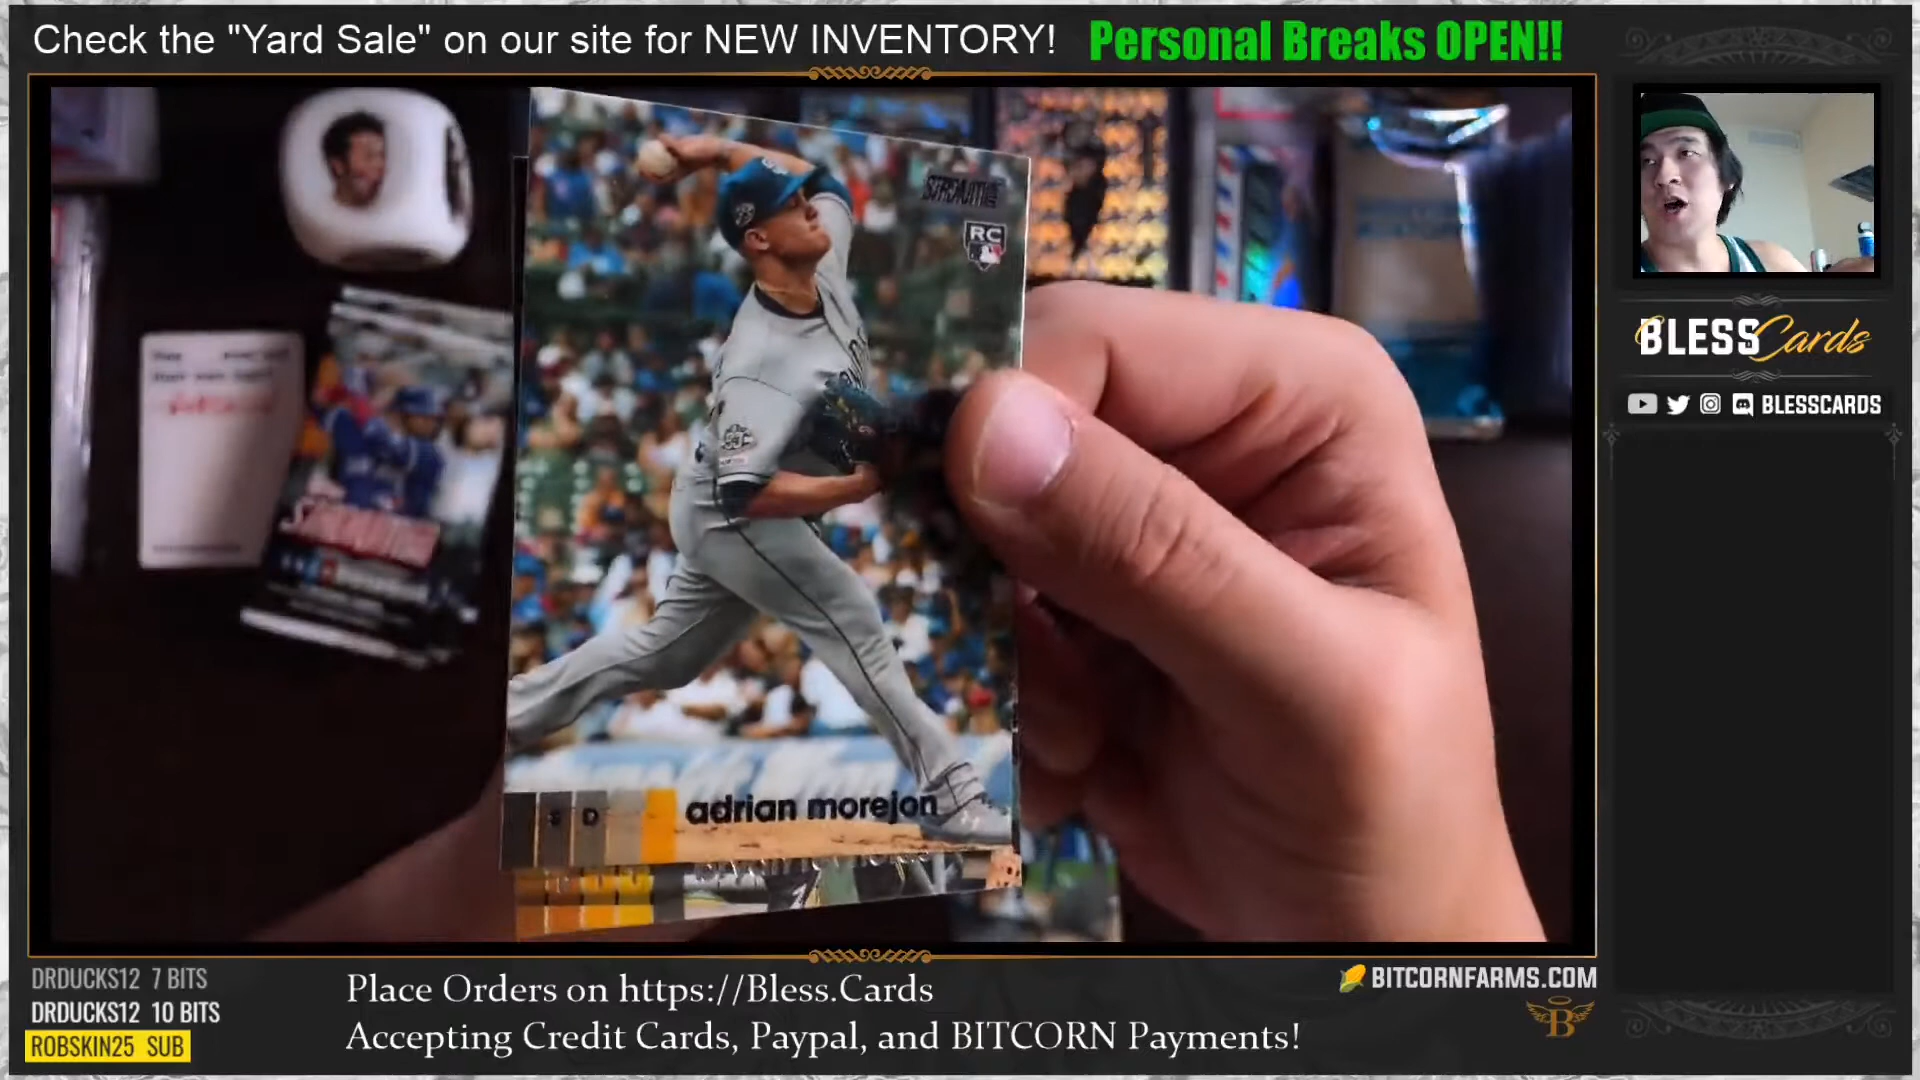 Check the "Yard Sale" on our site for NEW INVENTORY!
Personal Breaks OPEN!!
RC
S D
adrian morejon
BLESS Cards
BLESSCARDS
DRDUCKS12 7 BITS
DRDUCKS12 10 BITS
ROBSKIN25 SUB
Place Orders on https://Bless.Cards
Accepting Credit Cards, Paypal, and BITCORN Payments!
BITCORNFARMS.COM
B